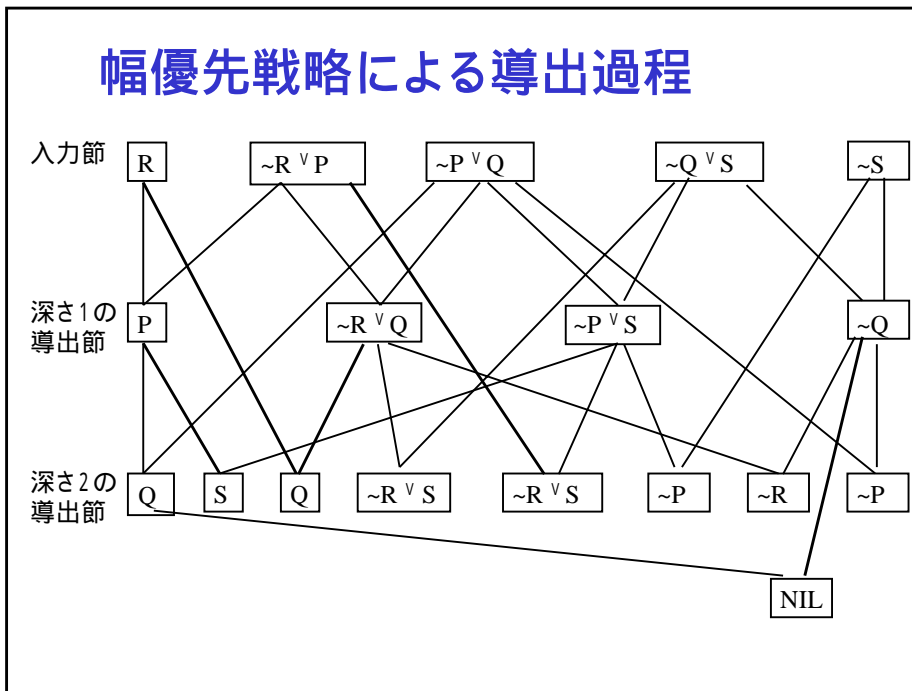 幅優先戦略による導出過程
入力節 R ~R ∨ P ~P ∨ Q ~Q ∨ S ~S
深さ1の
導出節
P ~R ∨ Q ~P ∨ S ~Q
深さ2の
導出節
Q S Q ~R ∨ S ~R ∨ S ~P ~R ~P
NIL